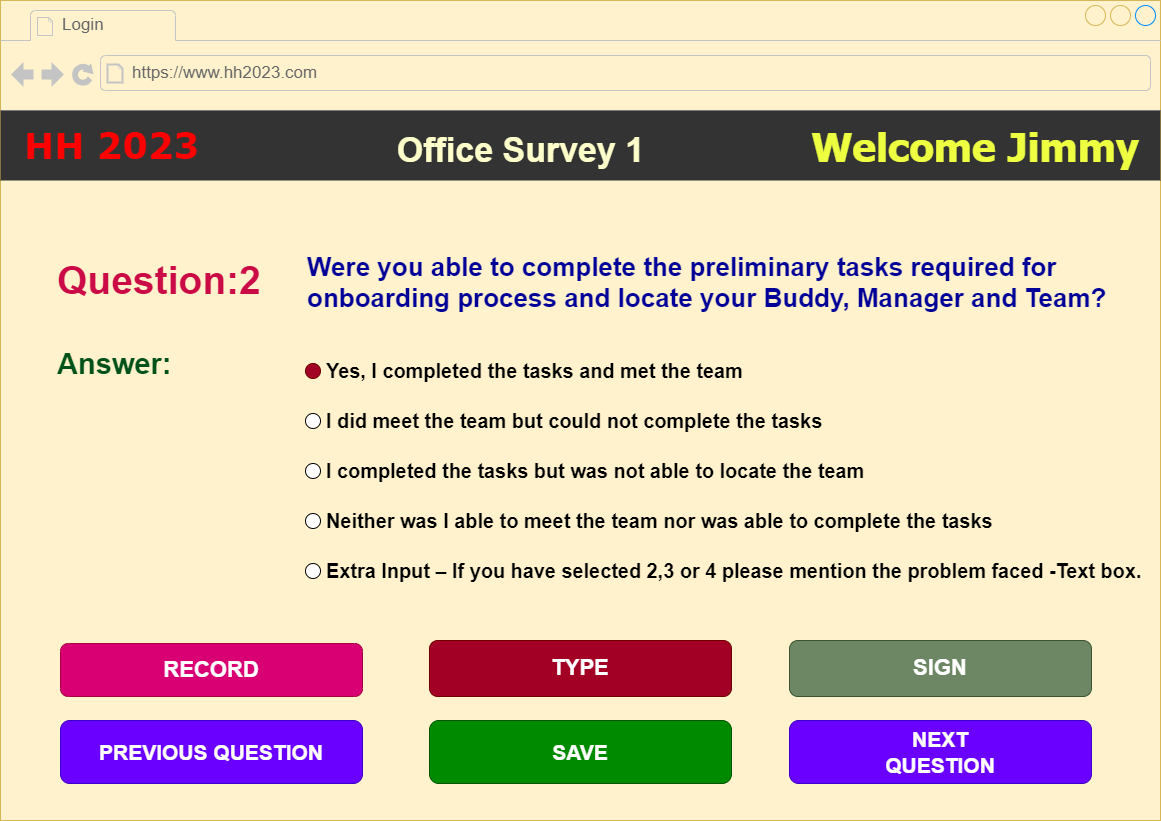 Login
https://www.hh2023.com
HH 2023
Office Survey 1
Welcome Jimmy
Question:2
Were you able to complete the preliminary tasks required for
onboarding process and locate your Buddy, Manager and Team?
Answer:
Yes, I completed the tasks and met the team
I did meet the team but could not complete the tasks
I completed the tasks but was not able to locate the team
Neither was I able to meet the team nor was able to complete the tasks
Extra Input – If you have selected 2,3 or 4 please mention the problem faced -Text box.
RECORD
TYPE
SIGN
PREVIOUS QUESTION
SAVE
NEXT
QUESTION